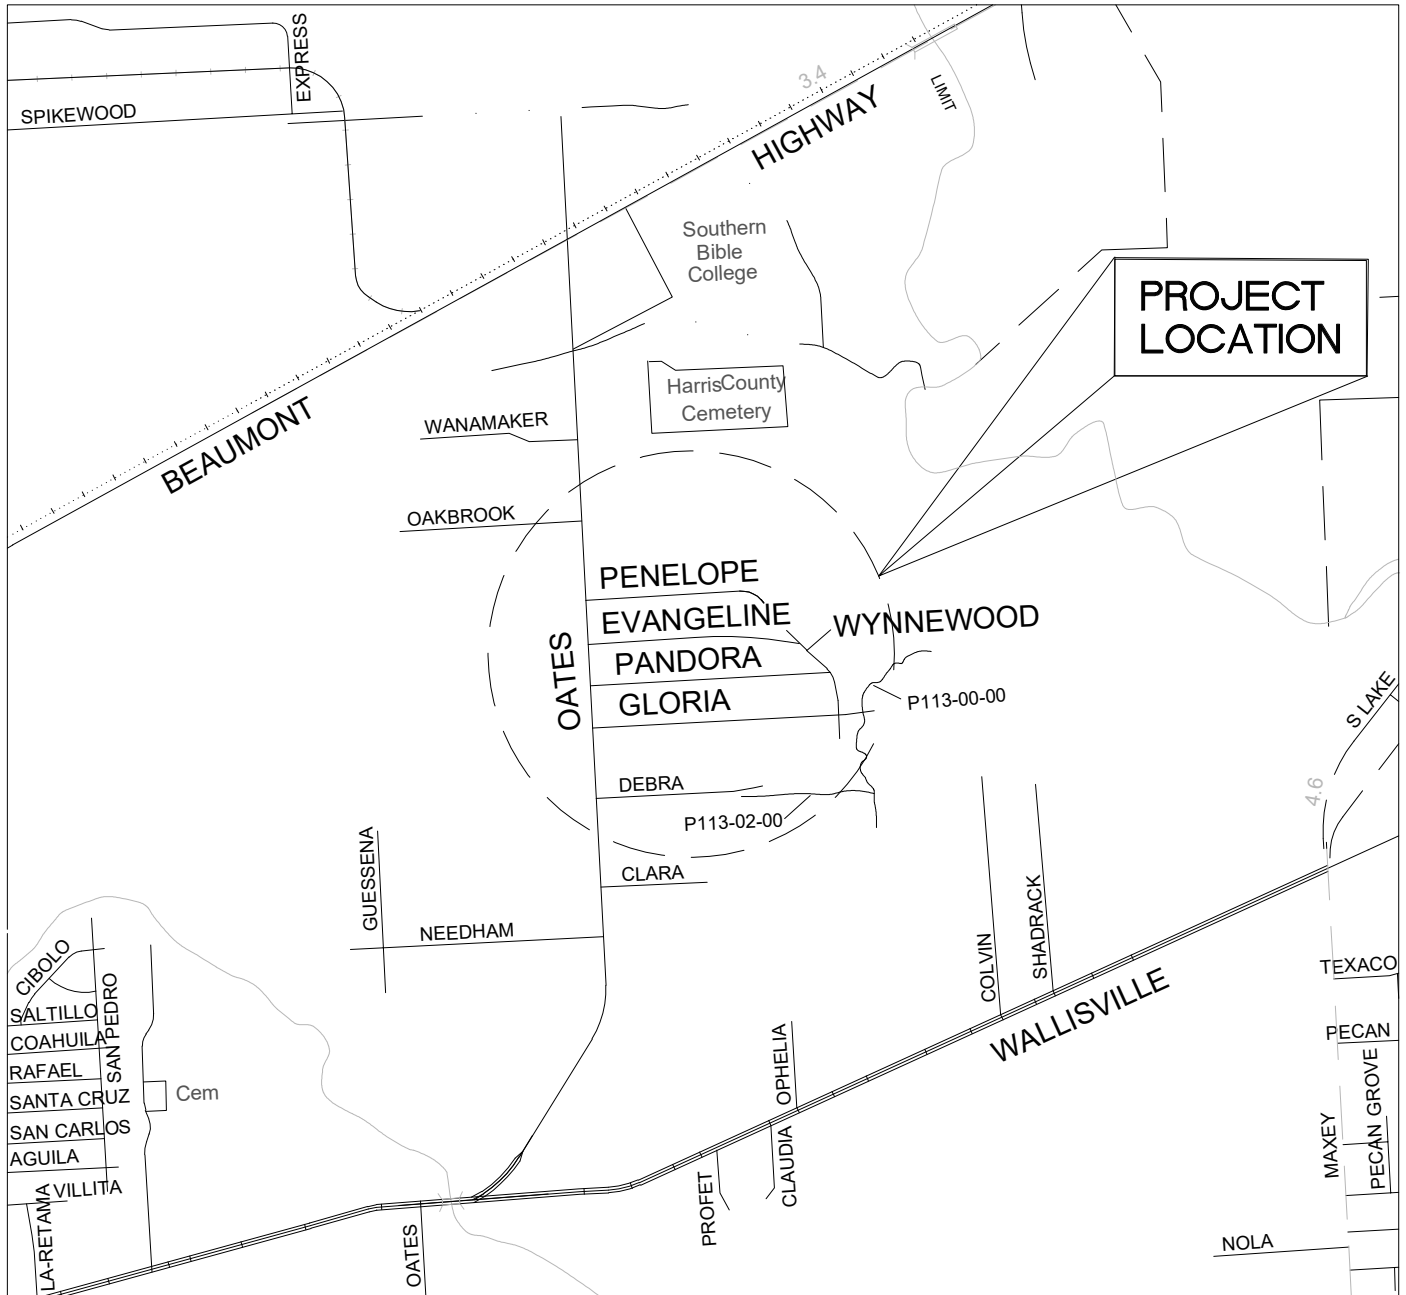 EXPRESS
SPIKEWOOD
3.4
LIMIT
HIGHWAY
Southern
Bible
College
PROJECT
LOCATION
HarrisCounty
Cemetery
WANAMAKER
BEAUMONT
OAKBROOK
PENELOPE
EVANGELINE
WYNNEWOOD
OATES
PANDORA
GLORIA
P113-00-00
S LAKE
DEBRA
4.6
P113-02-00
GUESSENA
CLARA
NEEDHAM
COLVIN
SHADRACK
CIBOLO
SAN PEDRO
TEXACO
WALLISVILLE
SALTILLO
COAHUILA
RAFAEL
SANTA CRUZ
SAN CARLOS
AGUILA
VILLITA
LA-RETAMA
Cem
OPHELIA
CLAUDIA
PROFET
OATES
PECAN
PECAN GROVE
MAXEY
NOLA